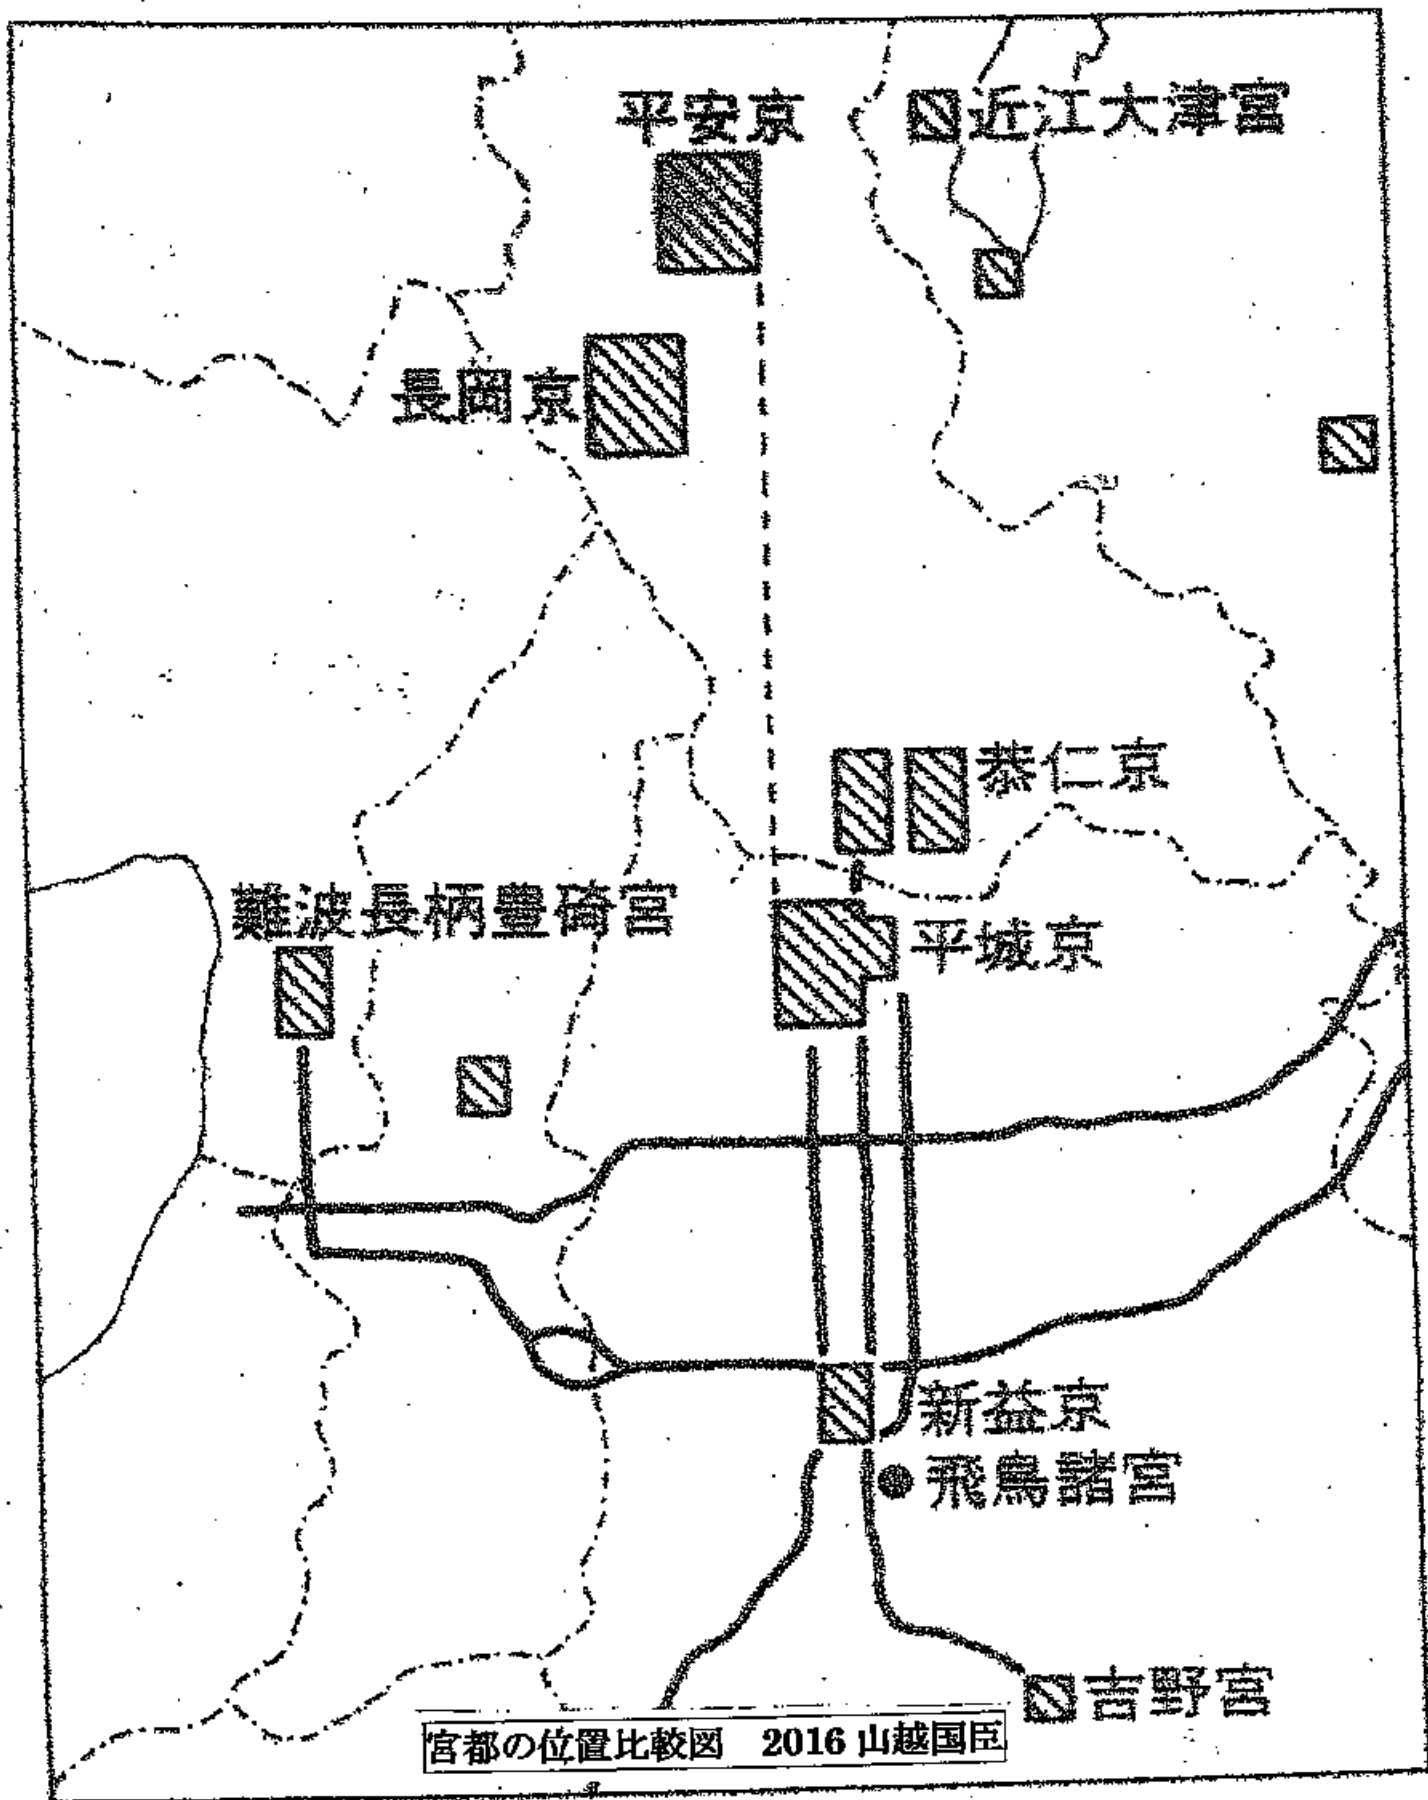 平安京
近江大津宮
長岡京
恭仁京
難波長柄豊碕宮
平城京
新益京
飛鳥諸宮
吉野宮
宮都の位置比較図 2016 山越国臣